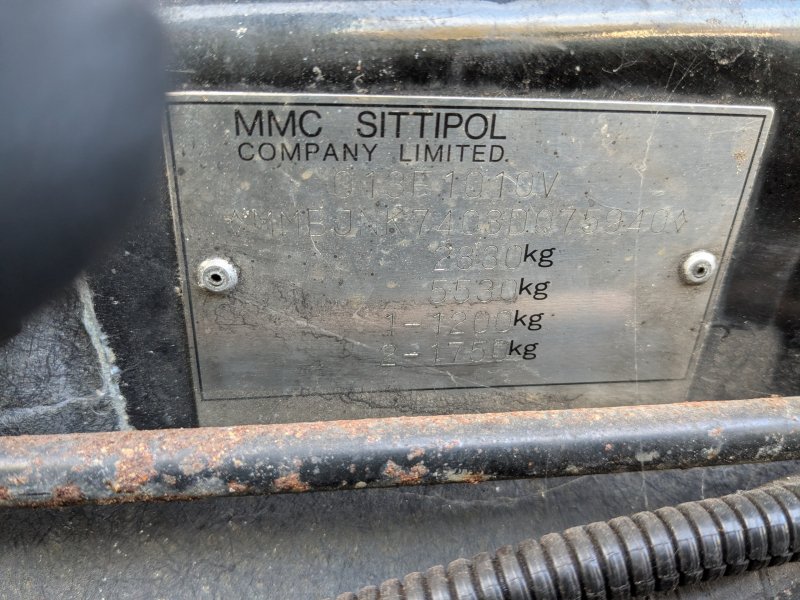 MMC SITTIPOL
COMPANY LIMITED.
2830kg
5530kg
1-1200kg
2-1750kg